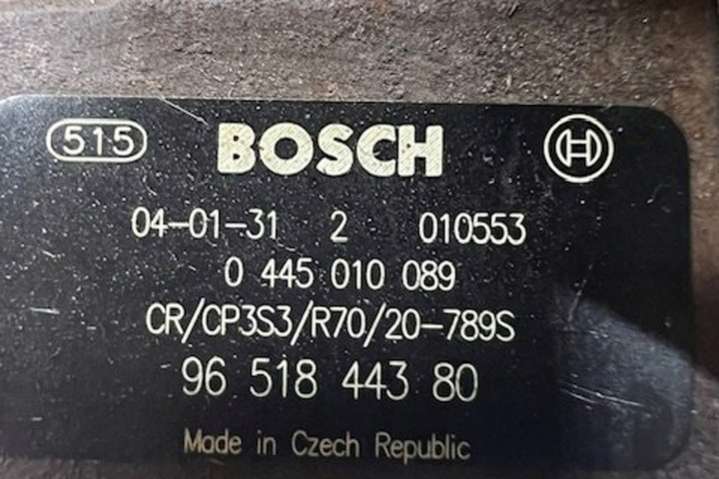 515 BOSCH
04-01-31 2 010553
0 445 010 089
CR/CP3S3/R70/20-789S
96 518 443 80
Made in Czech Republic